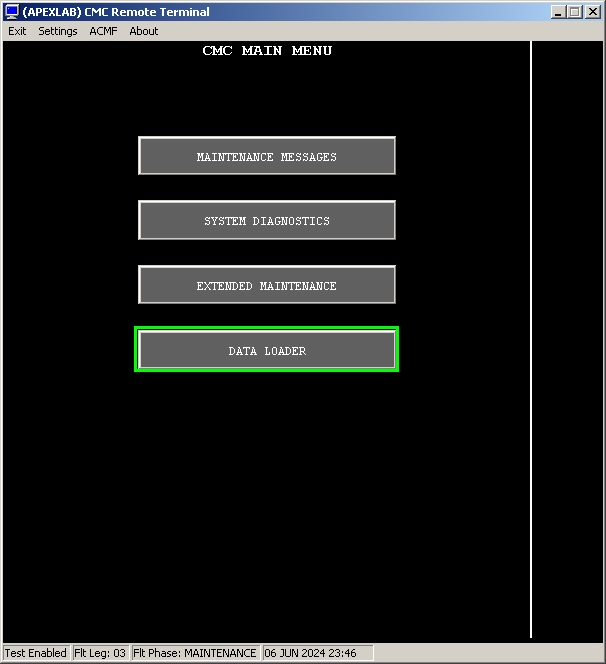 (APEXLAB) CMC Remote Terminal
Exit Settings ACMF About
CMC MAIN MENU
MAINTENANCE MESSAGES
SYSTEM DIAGNOSTICS
EXTENDED MAINTENANCE
DATA LOADER
Test Enabled Flt Leg: 03 Flt Phase: MAINTENANCE 06 JUN 2024 23:46